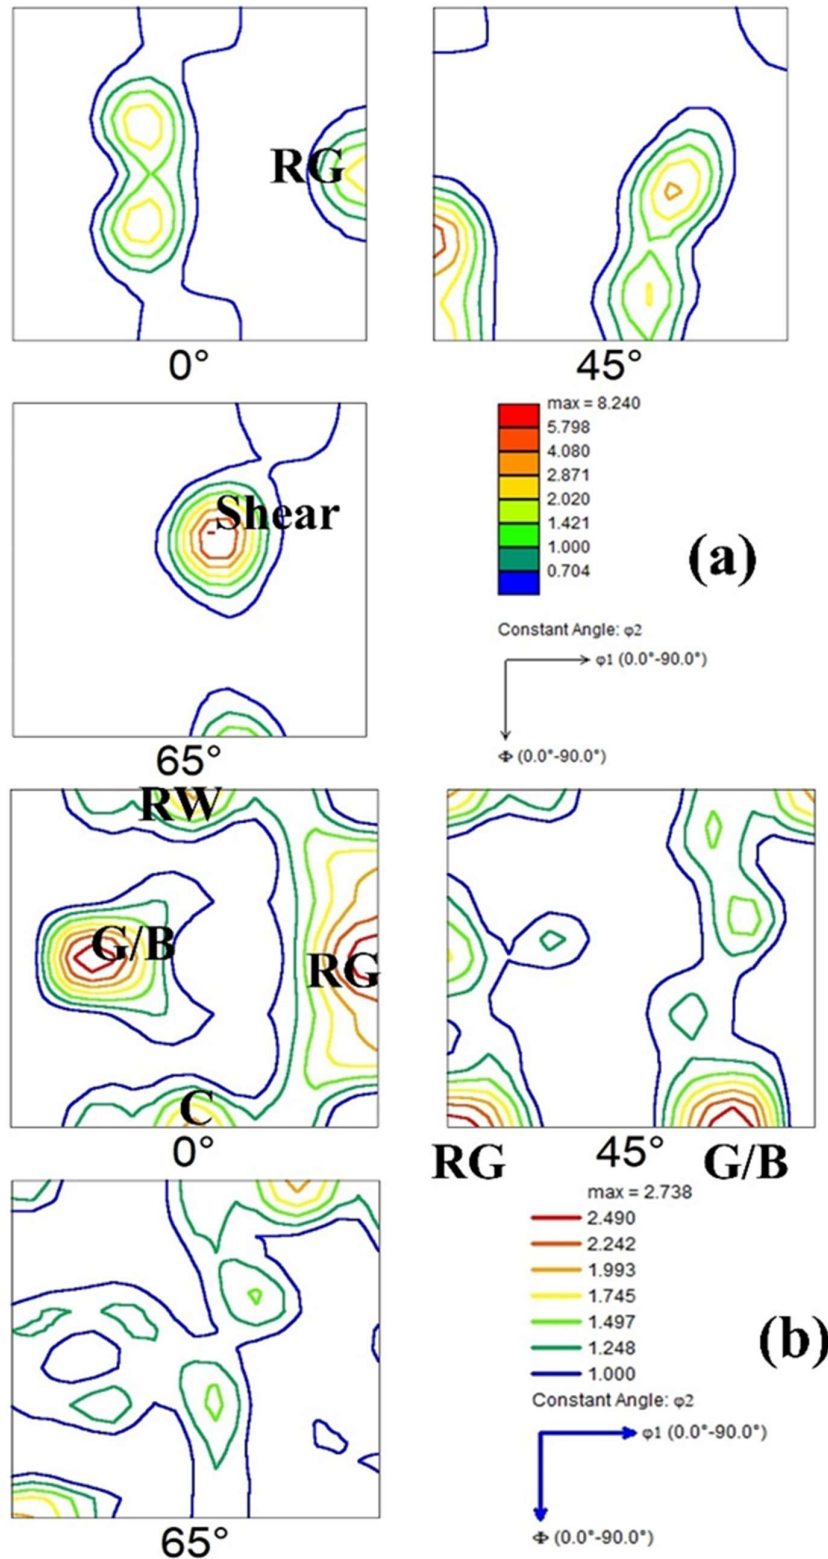 RG
0°
45°
Shear
max = 8.240
5.798
4.080
2.871
2.020
1.421
1.000
0.704
(a)
Constant Angle: φ2
φ1 (0.0°-90.0°)
Φ (0.0°-90.0°)
65°
RW
G/B
RG
C
0°
RG
45°
G/B
max = 2.738
2.490
2.242
1.993
1.745
1.497
1.248
1.000
(b)
Constant Angle: φ2
φ1 (0.0°-90.0°)
Φ (0.0°-90.0°)
65°